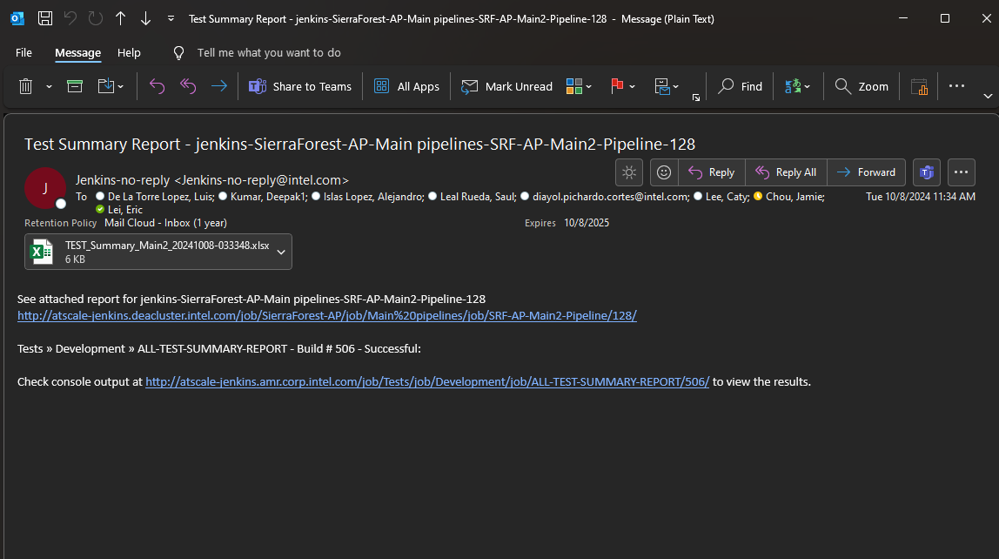 Test Summary Report - jenkins-SierraForest-AP-Main pipelines-SRF-AP-Main2-Pipeline-128 - Message (Plain Text)
File Message Help Tell me what you want to do
Share to Teams All Apps Mark Unread Find Zoom
Test Summary Report - jenkins-SierraForest-AP-Main pipelines-SRF-AP-Main2-Pipeline-128
J
Jenkins-no-reply <Jenkins-no-reply@intel.com>
Reply Reply All Forward
To De La Torre Lopez, Luis; Kumar, Deepak1; Islas Lopez, Alejandro; Leal Rueda, Saul; diayol.pichardo.cortes@intel.com; Lee, Caty; Chou, Jamie;
Lei, Eric
Tue 10/8/2024 11:34 AM
Retention Policy Mail Cloud - Inbox (1 year) Expires 10/8/2025
TEST_Summary_Main2_20241008-033348.xlsx
6 KB
See attached report for jenkins-SierraForest-AP-Main pipelines-SRF-AP-Main2-Pipeline-128
http://atscale-jenkins.deacluster.intel.com/job/SierraForest-AP/job/Main%20pipelines/job/SRF-AP-Main2-Pipeline/128/
Tests » Development » ALL-TEST-SUMMARY-REPORT - Build # 506 - Successful:
Check console output at http://atscale-jenkins.amr.corp.intel.com/job/Tests/job/Development/job/ALL-TEST-SUMMARY-REPORT/506/ to view the results.